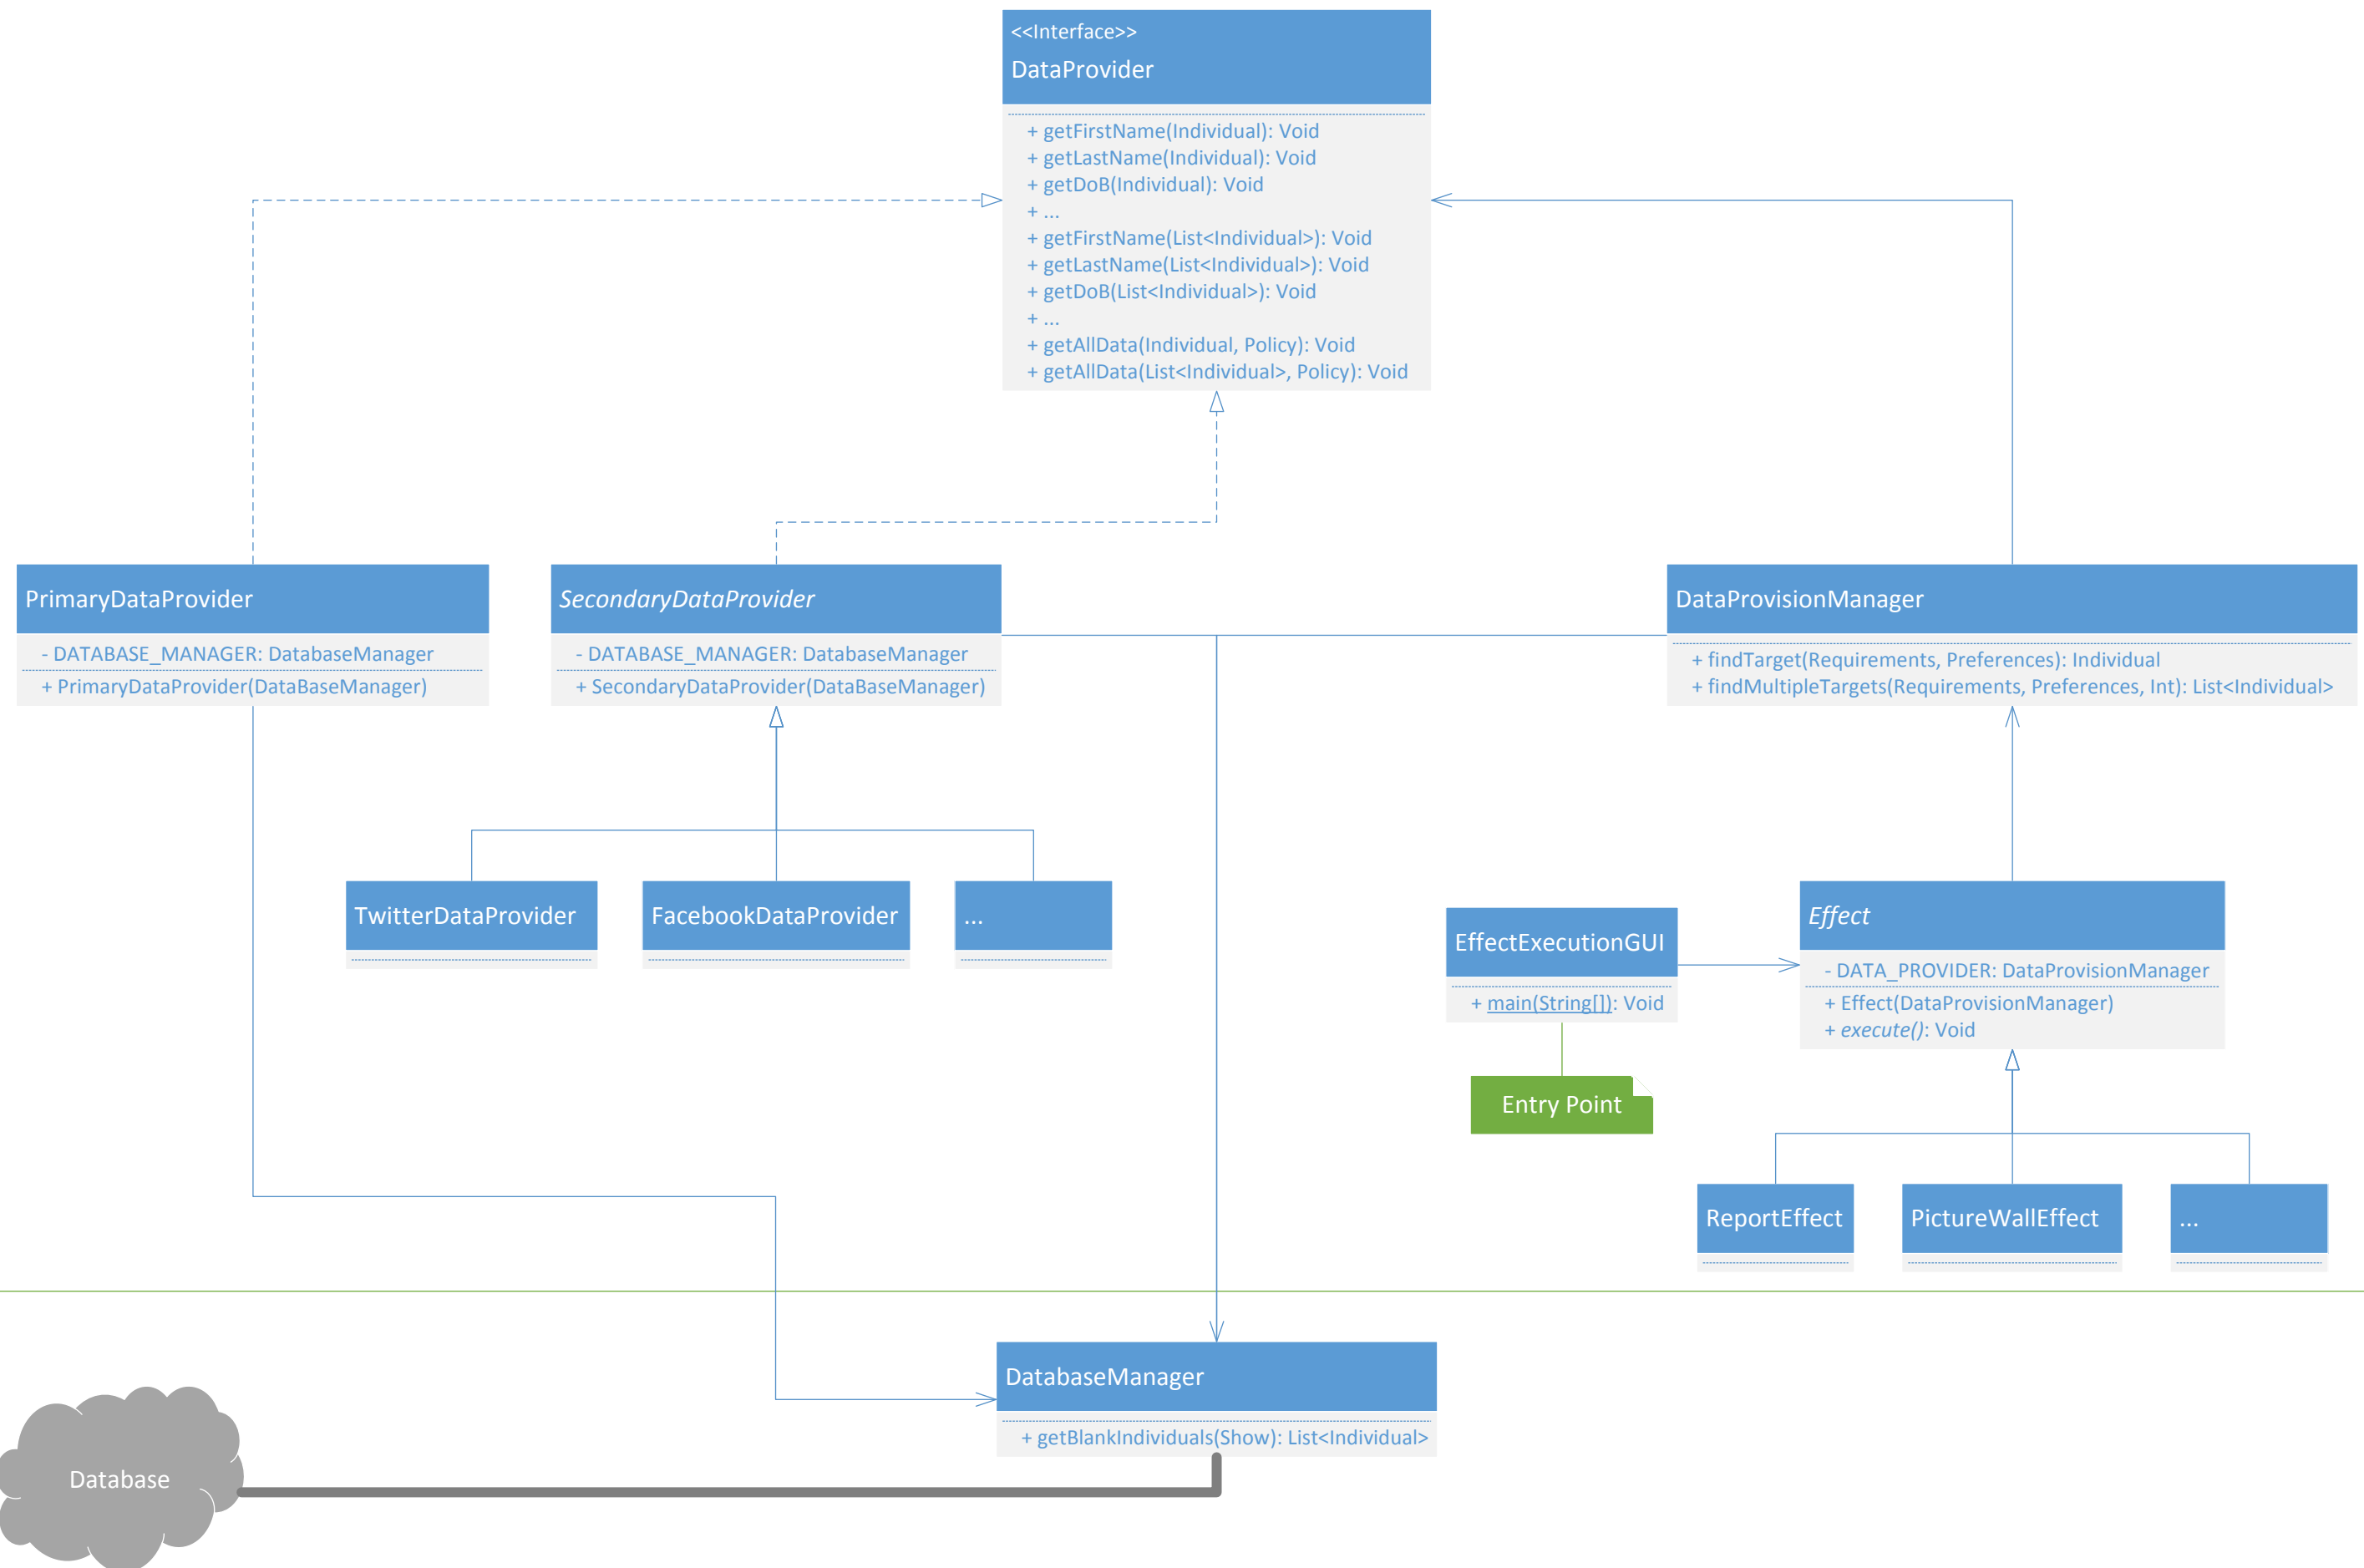 <<Interface>>
DataProvider
+ getFirstName(Individual): Void
+ getLastName(Individual): Void
+ getDoB(Individual): Void
+ ...
+ getFirstName(List<Individual>): Void
+ getLastName(List<Individual>): Void
+ getDoB(List<Individual>): Void
+ ...
+ getAllData(Individual, Policy): Void
+ getAllData(List<Individual>, Policy): Void
PrimaryDataProvider
- DATABASE_MANAGER: DatabaseManager
+ PrimaryDataProvider(DataBaseManager)
SecondaryDataProvider
- DATABASE_MANAGER: DatabaseManager
+ SecondaryDataProvider(DataBaseManager)
DataProvisionManager
+ findTarget(Requirements, Preferences): Individual
+ findMultipleTargets(Requirements, Preferences, Int): List<Individual>
TwitterDataProvider
FacebookDataProvider
...
EffectExecutionGUI
+ main(String[]): Void
Entry Point
Effect
- DATA_PROVIDER: DataProvisionManager
+ Effect(DataProvisionManager)
+ execute(): Void
ReportEffect
PictureWallEffect
...
DatabaseManager
+ getBlankIndividuals(Show): List<Individual>
Database